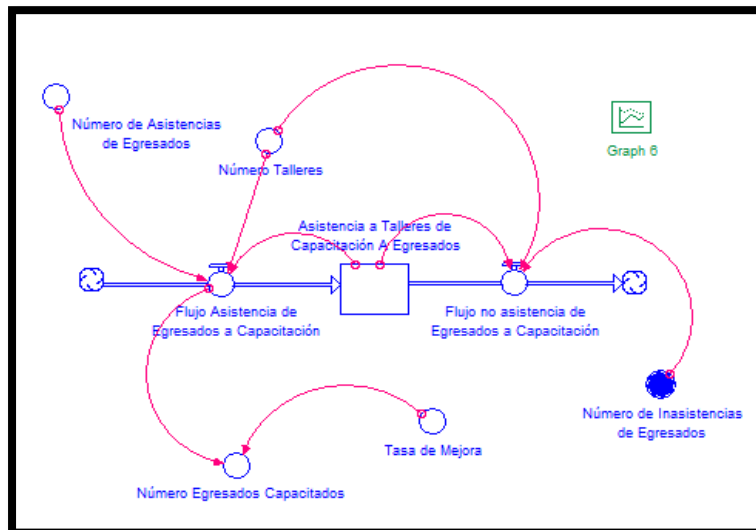 Número de Asistencias
de Egresados
Número Talleres
Graph 6
Asistencia a Talleres de
Capacitación A Egresados
Flujo Asistencia de
Egresados a Capacitación
Flujo no asistencia de
Egresados a Capacitación
Número de Inasistencias
de Egresados
Tasa de Mejora
Número Egresados Capacitados